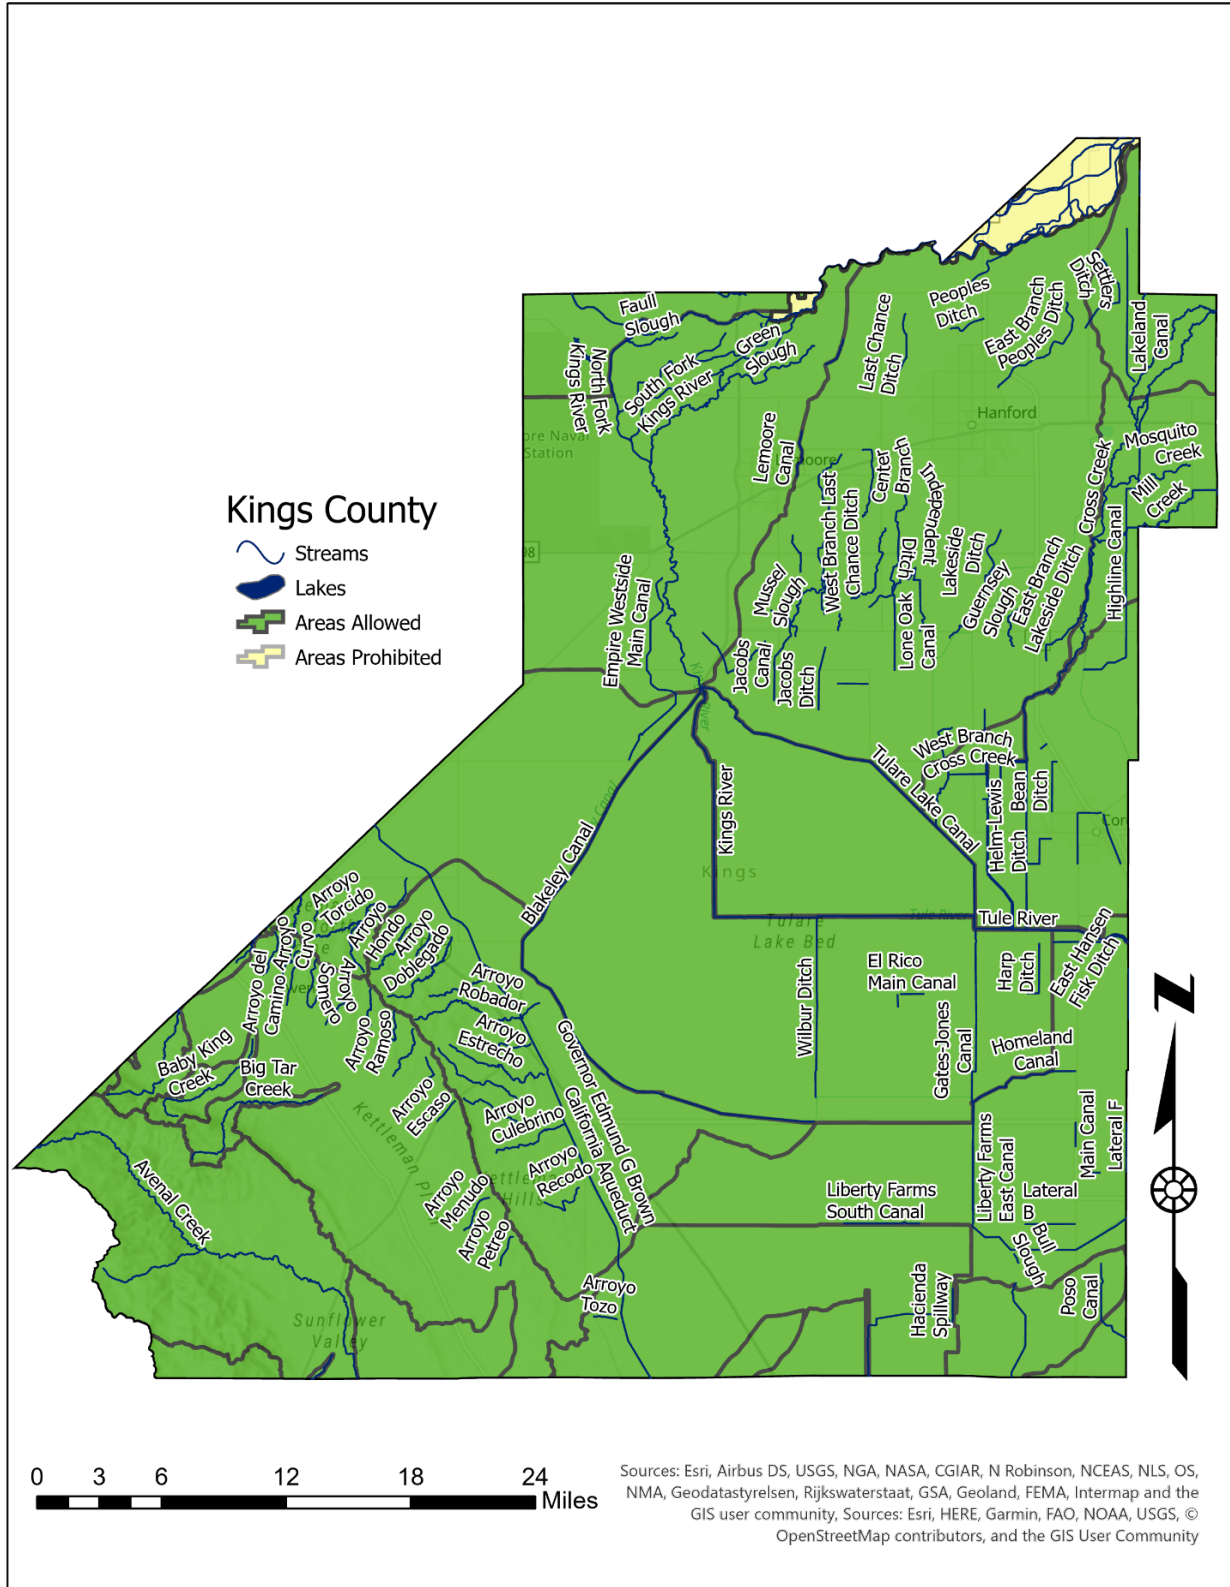 Kings County
Streams
Lakes
Areas Allowed
Areas Prohibited
Faull
Slough
North Fork
Kings River
South Fork
Kings River
Green
Slough
Last Chance
Ditch
Peoples
Ditch
East Branch
Peoples Ditch
Settlers
Ditch
Lakeland
Canal
Hanford
Mosquito
Creek
Mill
Creek
Cross Creek
Highline Canal
Lemoore
Canal
West Branch Last
Chance Ditch
Center
Branch
Independent
Ditch
Lakeside
Ditch
Guernsey
Slough
East Branch
Lakeside Ditch
Mussel
Slough
Lone Oak
Canal
Jacobs
Canal
Jacobs
Ditch
Empire Westside
Main Canal
ore Naval
Station
98
West Branch
Cross Creek
Tulare Lake Canal
Helm-Lewis
Ditch
Bean
Ditch
Cor
Kings River
Kings
Blakeley Canal
Tulare
Lake Bed
Tule River
Tule River
East Hansen
Fisk Ditch
Harp
Ditch
El Rico
Main Canal
Wilbur Ditch
Gates-Jones
Canal
Homeland
Canal
Arroyo
Torcido
Arroyo
Hondo
Arroyo
Doblegado
Arroyo
Curvo
Arroyo
Somero
Arroyo del
Camino
Arroyo
Ramoso
Arroyo
Robador
Arroyo
Estrecho
Arroyo
Escaso
Arroyo
Culebrino
Arroyo
Recodo
Arroyo
Menudo
Arroyo
Petreo
Arroyo
Tozo
Baby King
Creek
Big Tar
Creek
Avenal Creek
Kettleman Pl
Hills
Sunflower
Valley
Governor Edmund G Brown
California Aqueduct
Liberty Farms
South Canal
Liberty Farms
East Canal
Lateral
B
Main Canal
Lateral F
Bull
Slough
Poso
Canal
Hacienda
Spillway
N
0 3 6 12 18 24
Miles
Sources: Esri, Airbus DS, USGS, NGA, NASA, CGIAR, N Robinson, NCEAS, NLS, OS,
NMA, Geodatastyrelsen, Rijkswaterstaat, GSA, Geoland, FEMA, Intermap and the
GIS user community, Sources: Esri, HERE, Garmin, FAO, NOAA, USGS, ©
OpenStreetMap contributors, and the GIS User Community